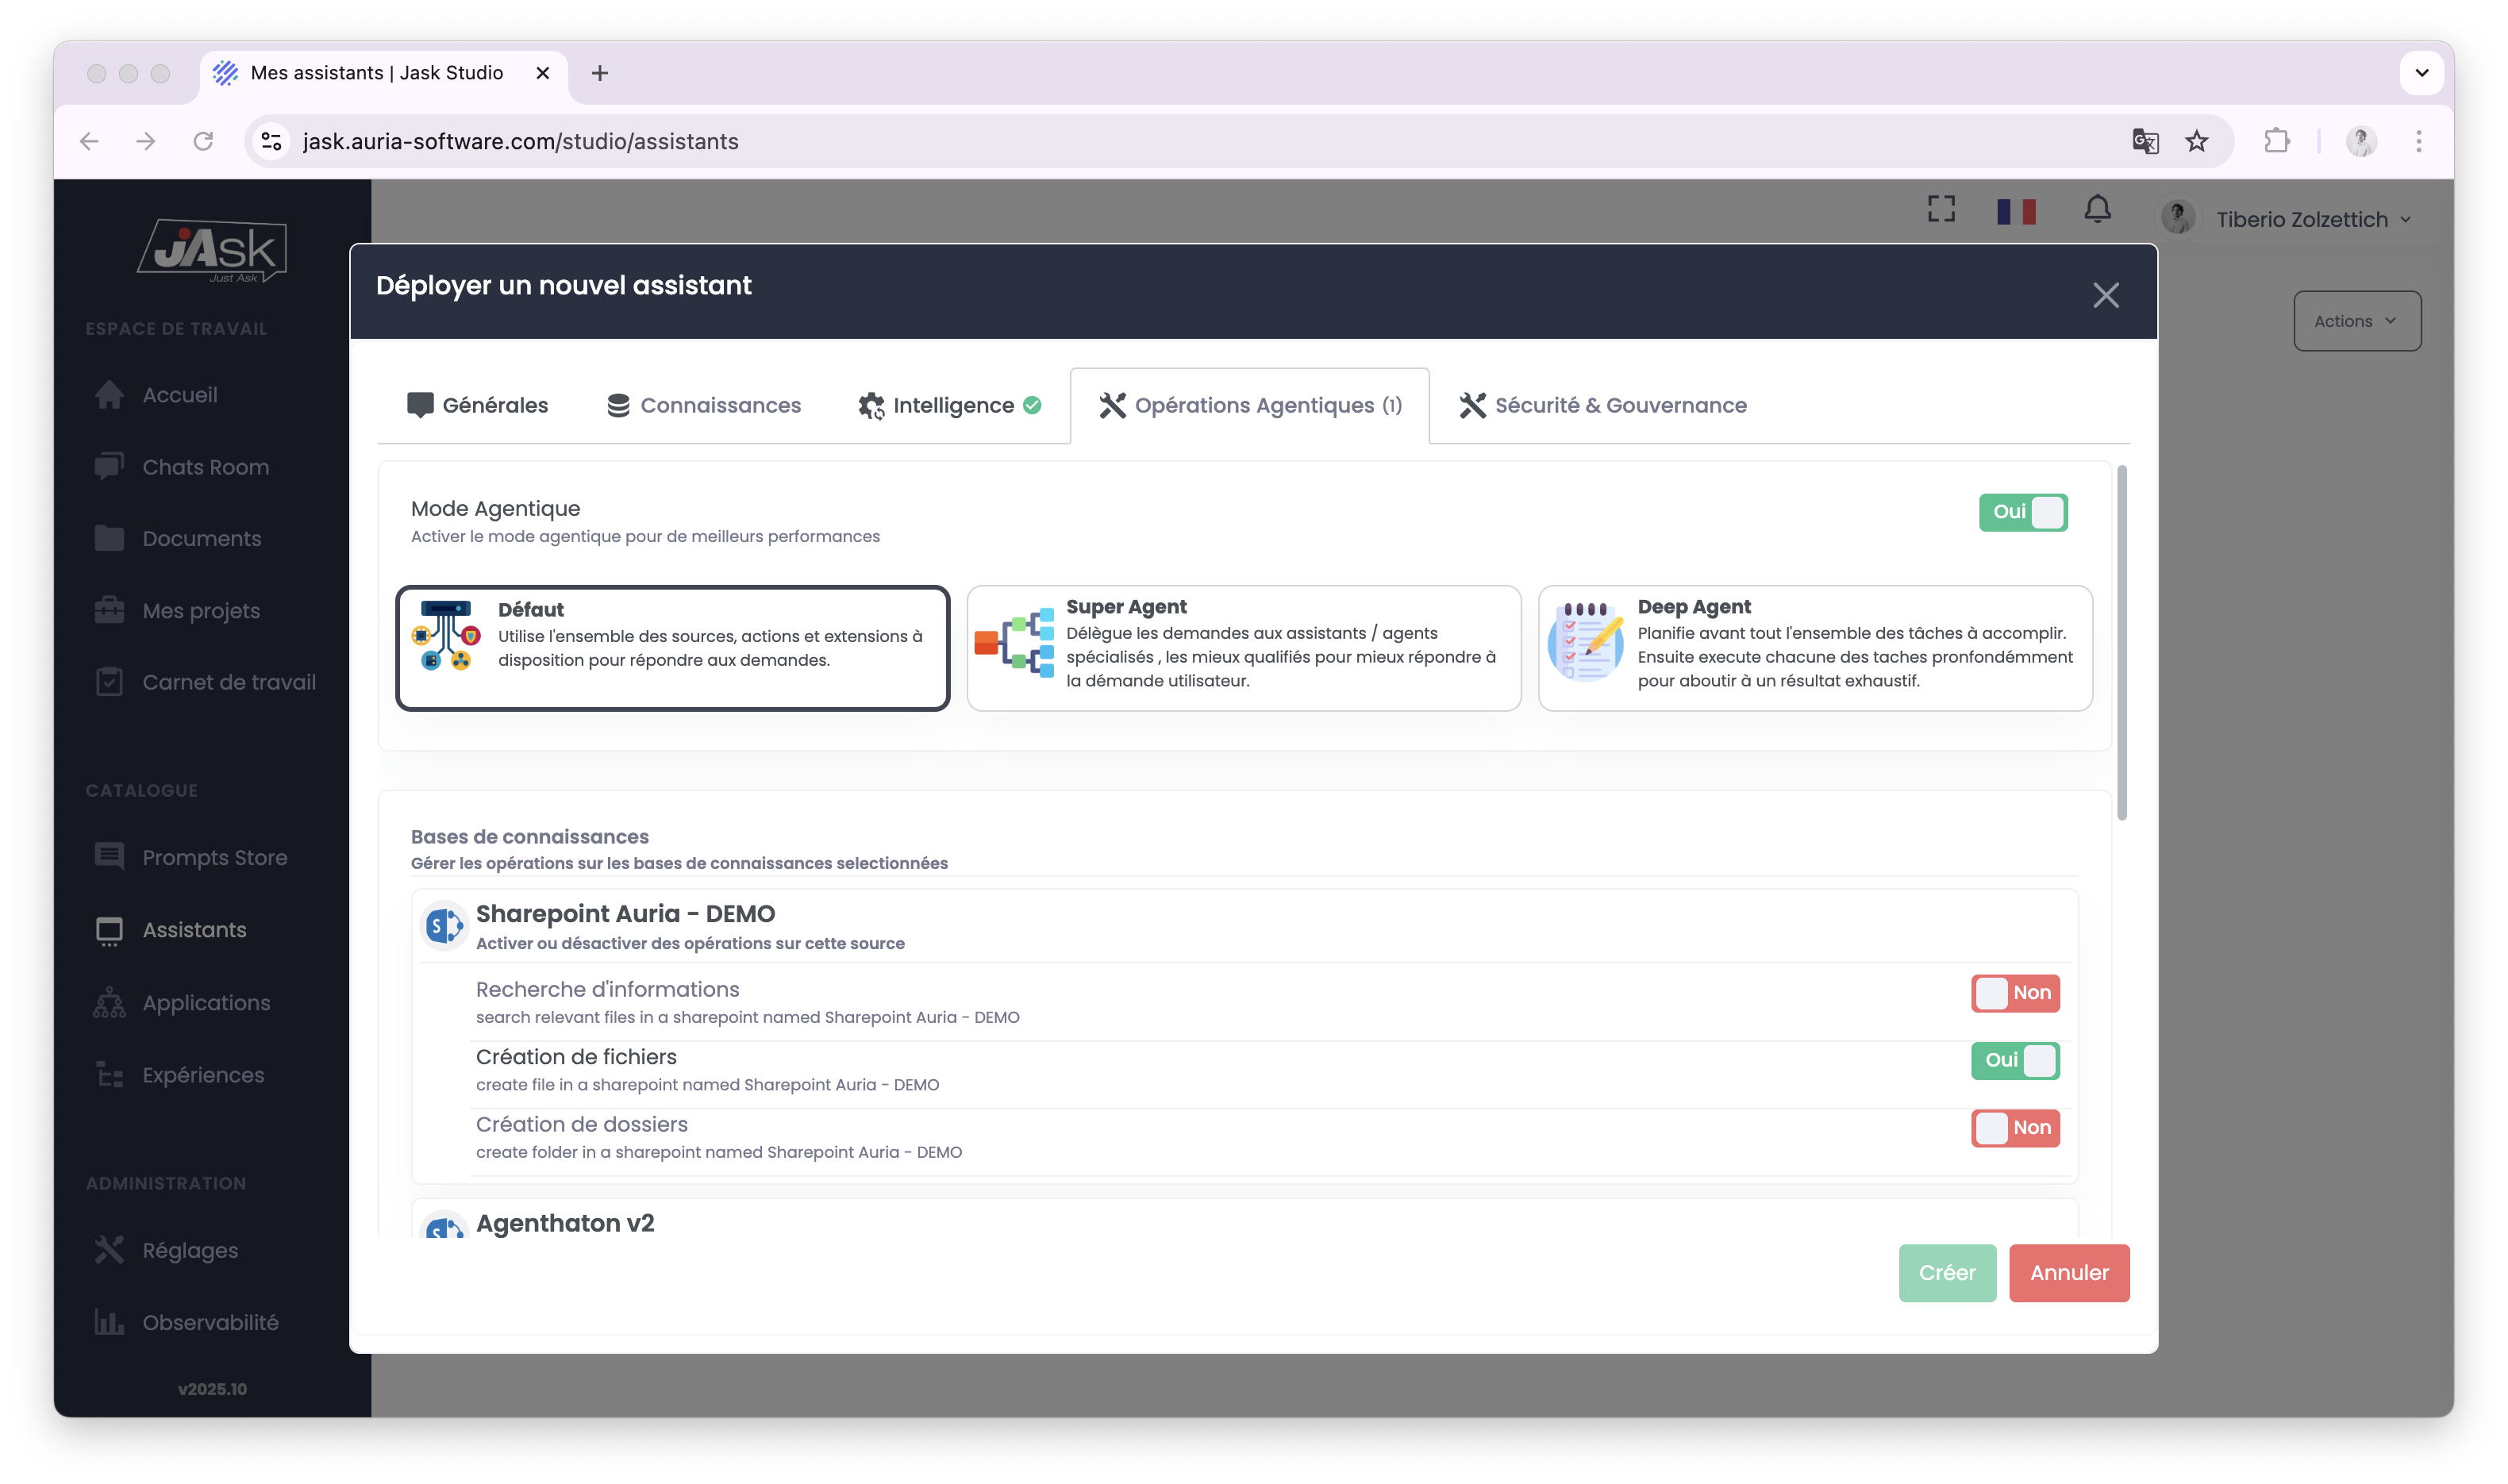 Mes assistants | Jask Studio
jask.auria-software.com/studio/assistants
jAsk
Just Ask
Tiberio Zolzettich
Actions
ESPACE DE TRAVAIL
Accueil
Chats Room
Documents
Mes projets
Carnet de travail
CATALOGUE
Prompts Store
Assistants
Applications
Expériences
ADMINISTRATION
Réglages
Observabilité
v2025.10
Déployer un nouvel assistant
Générales
Connaissances
Intelligence
Opérations Agentiques (1)
Sécurité & Gouvernance
Mode Agentique
Activer le mode agentique pour de meilleurs performances
Oui
Défaut
Utilise l'ensemble des sources, actions et extensions à
disposition pour répondre aux demandes.
Super Agent
Délègue les demandes aux assistants / agents
spécialisés , les mieux qualifiés pour mieux répondre à
la démande utilisateur.
Deep Agent
Planifie avant tout l'ensemble des tâches à accomplir.
Ensuite execute chacune des taches pronfondémment
pour aboutir à un résultat exhaustif.
Bases de connaissances
Gérer les opérations sur les bases de connaissances selectionnées
S
Sharepoint Auria - DEMO
Activer ou désactiver des opérations sur cette source
Recherche d'informations
search relevant files in a sharepoint named Sharepoint Auria - DEMO
Non
Création de fichiers
create file in a sharepoint named Sharepoint Auria - DEMO
Oui
Création de dossiers
create folder in a sharepoint named Sharepoint Auria - DEMO
Non
S
Agenthaton v2
Créer
Annuler